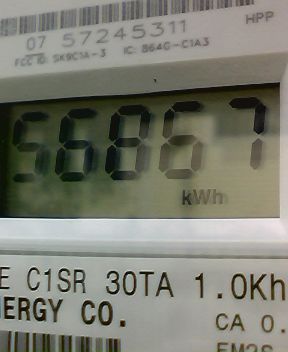 HPP
07 57245311
FCC ID: SK9C1A-3 IC: 864G-C1A3
56867
kWh
E C1SR 30TA 1.0Kh
ERGY CO.
CA 0.